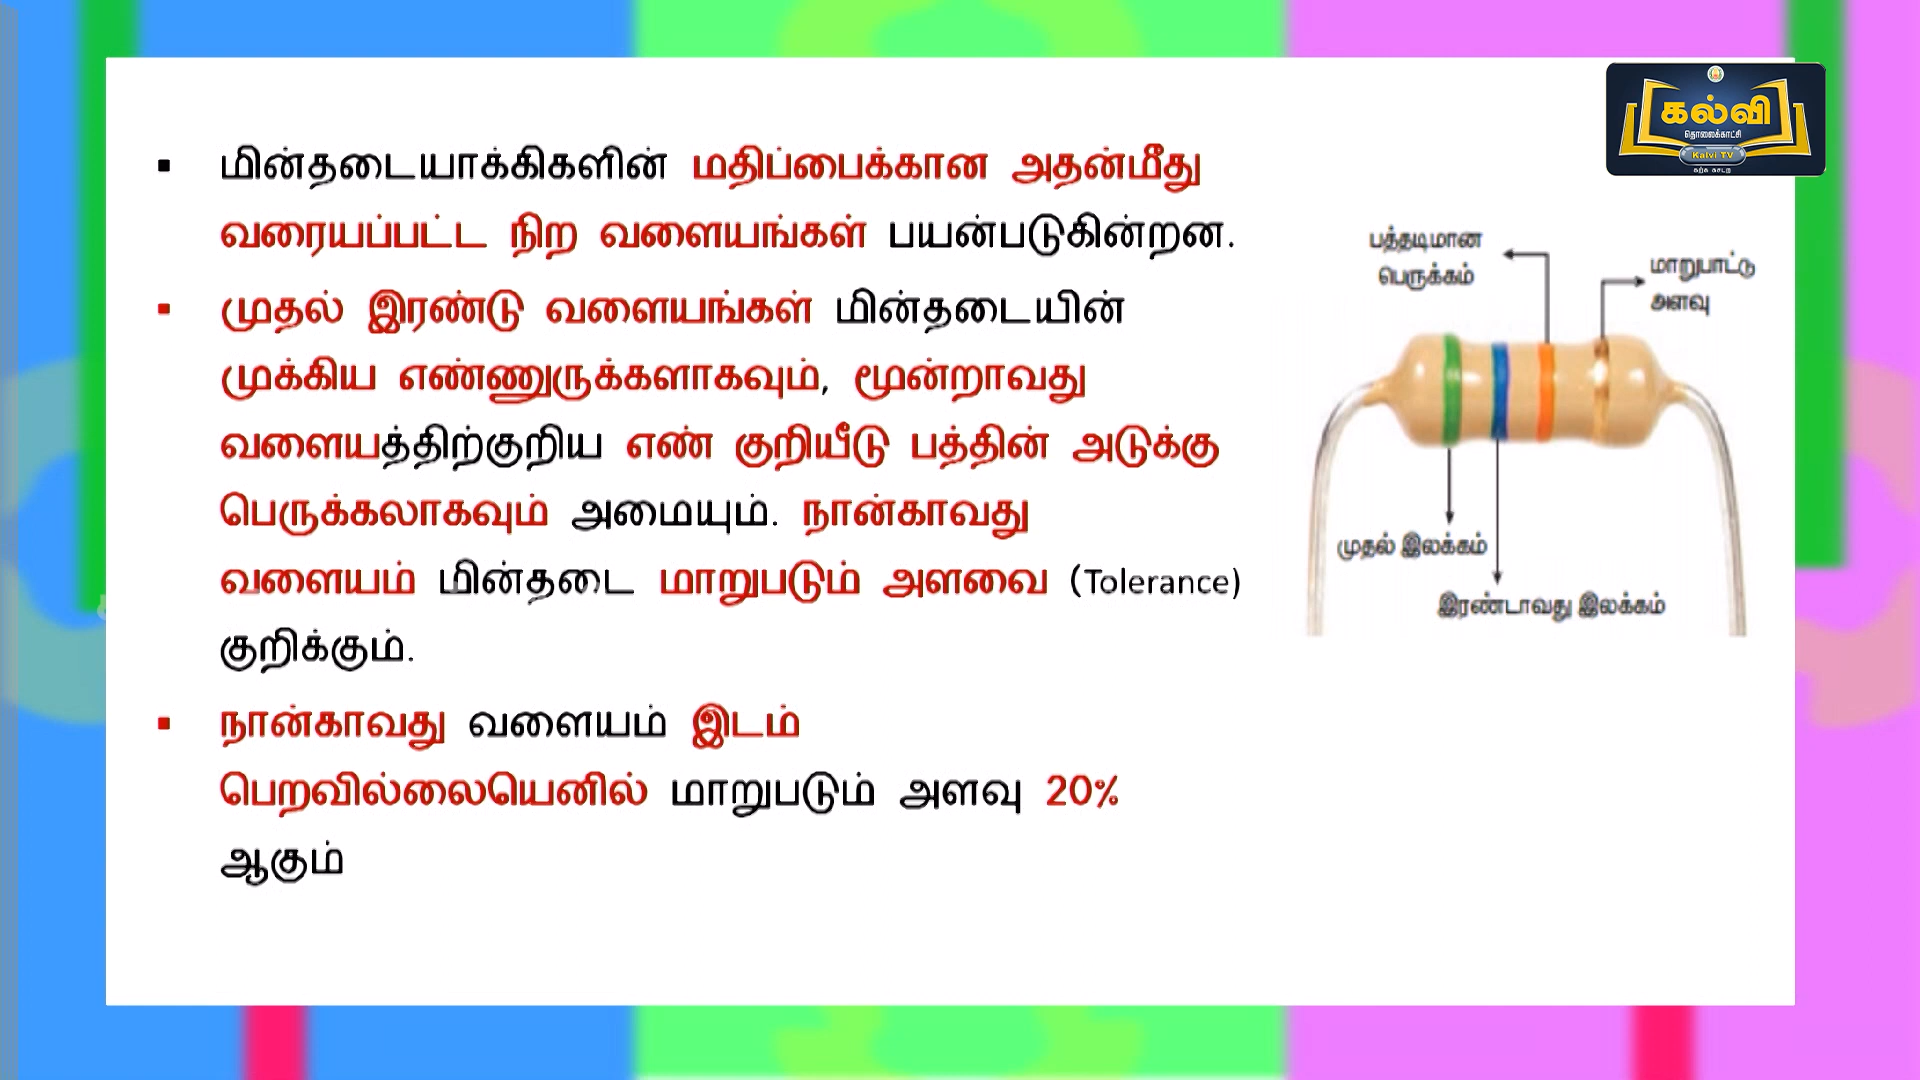 கல்வி
தொலைக்காட்சி
Kalvi TV
கற்க கசடற
▪ மின்தடையாக்கிகளின் மதிப்பைக்கான அதன்மீது
வரையப்பட்ட நிற வளையங்கள் பயன்படுகின்றன.
▪ முதல் இரண்டு வளையங்கள் மின்தடையின்
முக்கிய எண்ணுருக்களாகவும், மூன்றாவது
வளையத்திற்குறிய எண் குறியீடு பத்தின் அடுக்கு
பெருக்கலாகவும் அமையும். நான்காவது
வளையம் மின்தடை மாறுபடும் அளவை (Tolerance)
குறிக்கும்.
▪ நான்காவது வளையம் இடம்
பெறவில்லையெனில் மாறுபடும் அளவு 20%
ஆகும்
பத்தடிமான
பெருக்கம்
மாறுபாட்டு
அளவு
முதல் இலக்கம்
இரண்டாவது இலக்கம்